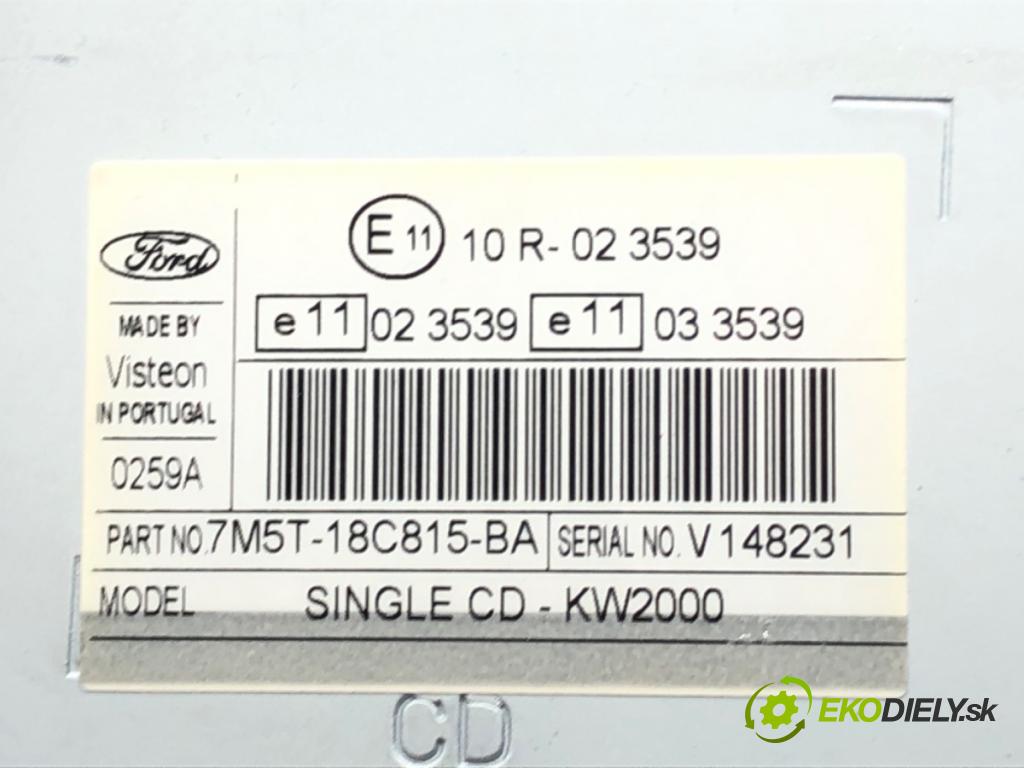 E 11 10 R- 02 3539
Ford
e 11 02 3539 e 11 03 3539
MADE BY
Visteon
IN PORTUGAL
0259A
PART NO. 7M5T-18C815-BA SERIAL NO. V148231
MODEL SINGLE CD - KW2000
CD
EKODIELY.sk